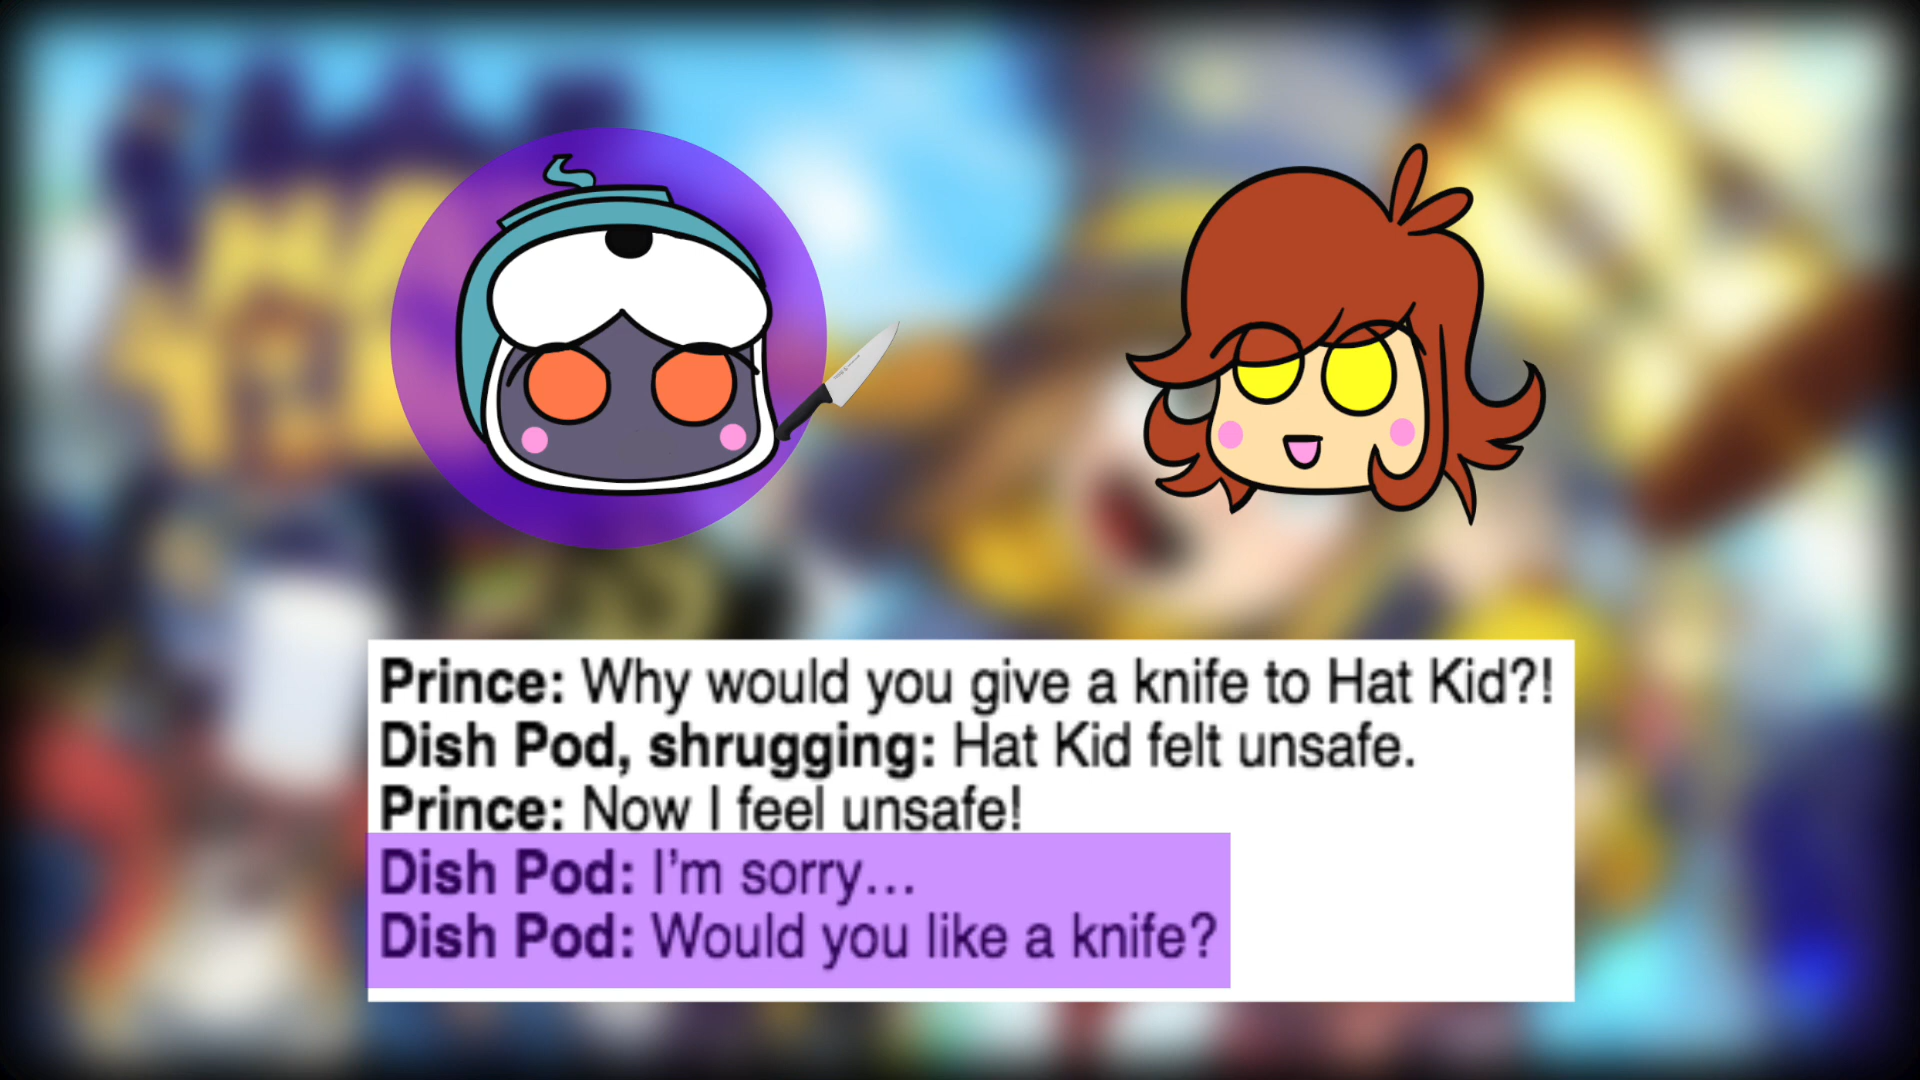 Prince: Why would you give a knife to Hat Kid?!
Dish Pod, shrugging: Hat Kid felt unsafe.
Prince: Now I feel unsafe!
Dish Pod: I’m sorry…
Dish Pod: Would you like a knife?